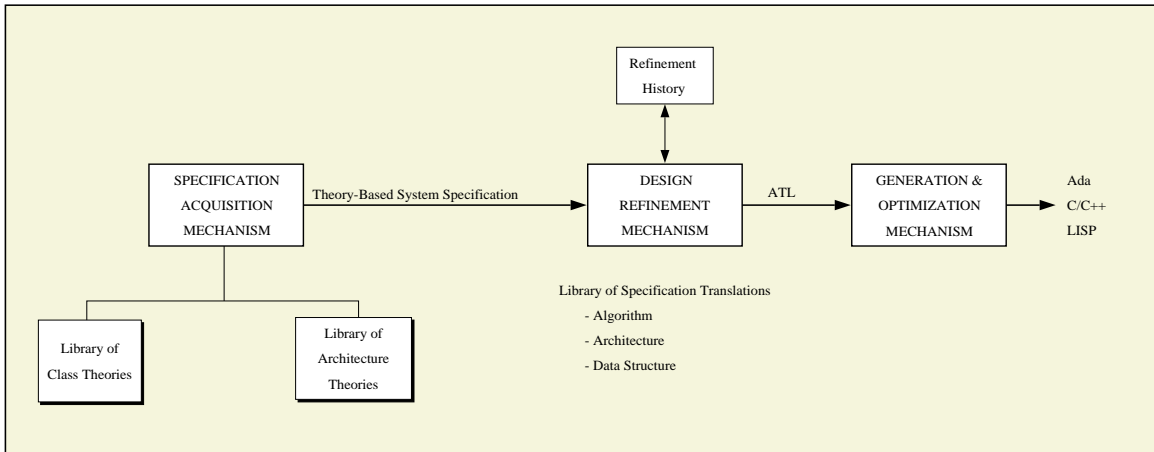 Refinement
History
SPECIFICATION
ACQUISITION
MECHANISM
Theory-Based System Specification
DESIGN
REFINEMENT
MECHANISM
ATL
GENERATION &
OPTIMIZATION
MECHANISM
Ada
C/C++
LISP
Library of
Class Theories
Library of
Architecture
Theories
Library of Specification Translations
- Algorithm
- Architecture
- Data Structure